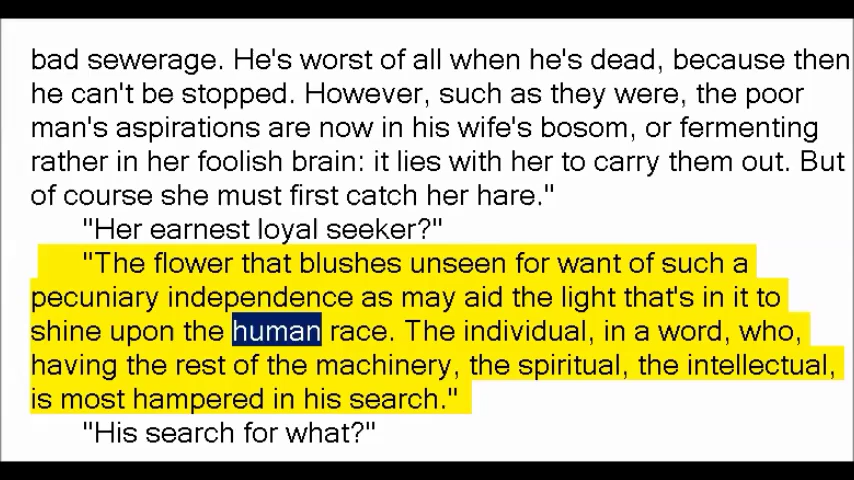 bad sewerage. He's worst of all when he's dead, because then
he can't be stopped. However, such as they were, the poor
man's aspirations are now in his wife's bosom, or fermenting
rather in her foolish brain: it lies with her to carry them out. But
of course she must first catch her hare."
"Her earnest loyal seeker?"
"The flower that blushes unseen for want of such a
pecuniary independence as may aid the light that's in it to
shine upon the human race. The individual, in a word, who,
having the rest of the machinery, the spiritual, the intellectual,
is most hampered in his search."
"His search for what?"